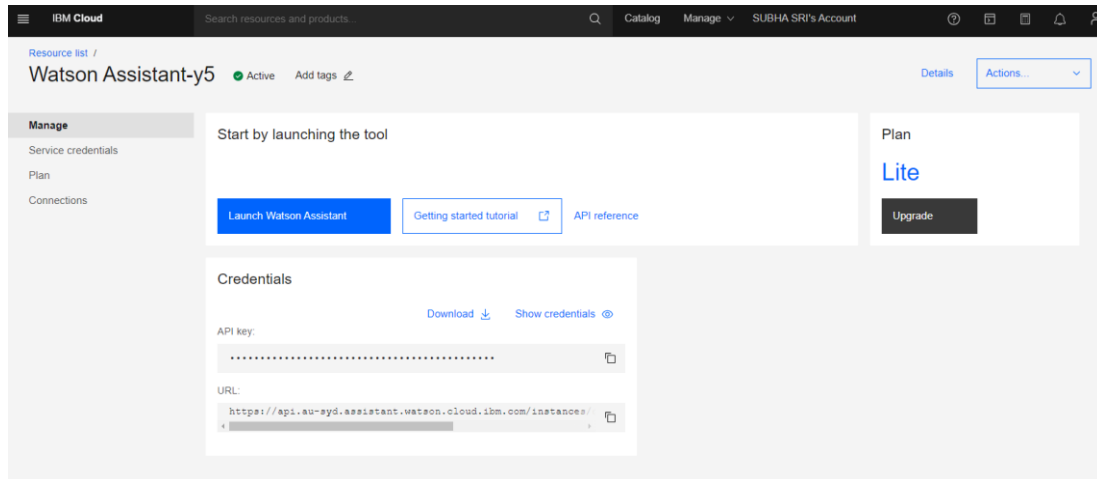 IBM Cloud
Search resources and products...
Catalog
Manage
SUBHA SRI's Account
Resource list /
Watson Assistant-y5
Active
Add tags
Details
Actions...
Manage
Service credentials
Plan
Connections
Start by launching the tool
Launch Watson Assistant
Getting started tutorial
API reference
Plan
Lite
Upgrade
Credentials
Download
Show credentials
API key:
••••••••••••••••••••••••••••••••••••••••••••
URL:
https://api.au-syd.assistant.watson.cloud.ibm.com/instances/